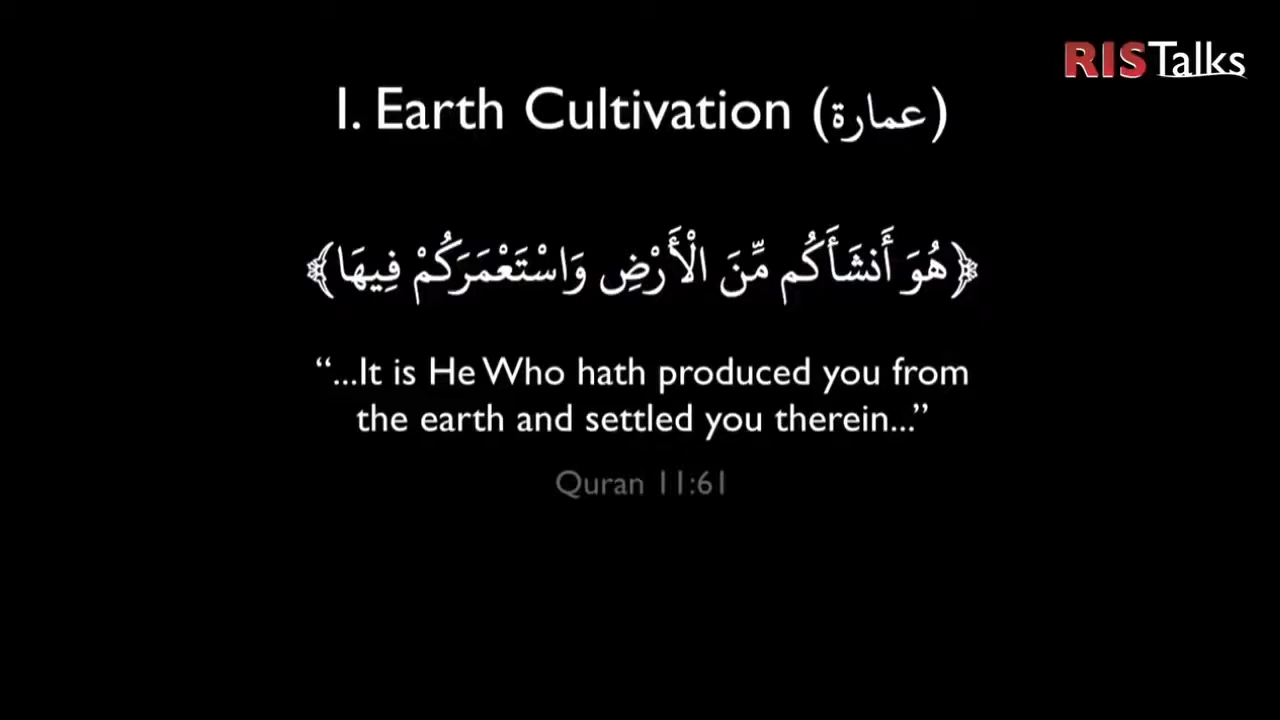 RISTalks
1. Earth Cultivation (عمارة)
﴿هُوَ أَنشَأَكُم مِّنَ الْأَرْضِ وَاسْتَعْمَرَكُمْ فِيهَا﴾
“...It is He Who hath produced you from
the earth and settled you therein...”
Quran 11:61